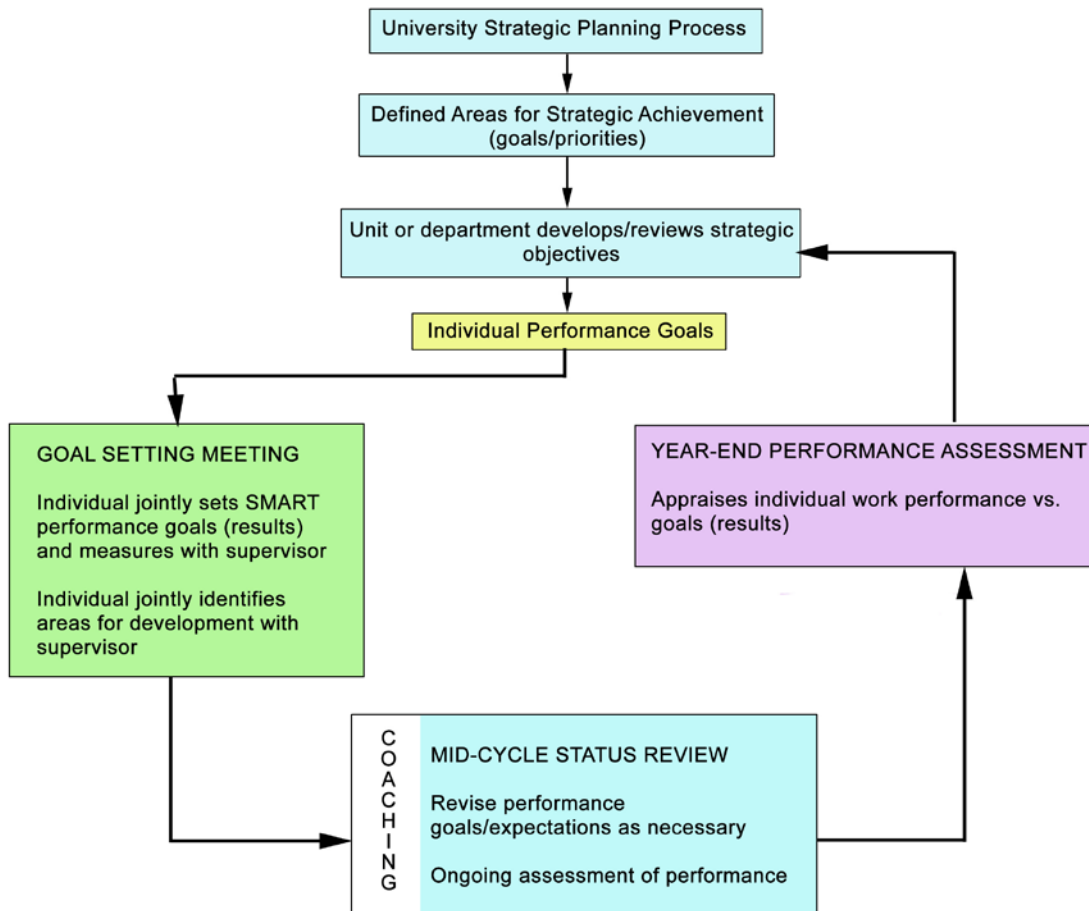 University Strategic Planning Process
Defined Areas for Strategic Achievement
(goals/priorities)
Unit or department develops/reviews strategic
objectives
Individual Performance Goals
GOAL SETTING MEETING
Individual jointly sets SMART
performance goals (results)
and measures with supervisor
Individual jointly identifies
areas for development with
supervisor
YEAR-END PERFORMANCE ASSESSMENT
Appraises individual work performance vs.
goals (results)
COACHING
MID-CYCLE STATUS REVIEW
Revise performance
goals/expectations as necessary
Ongoing assessment of performance